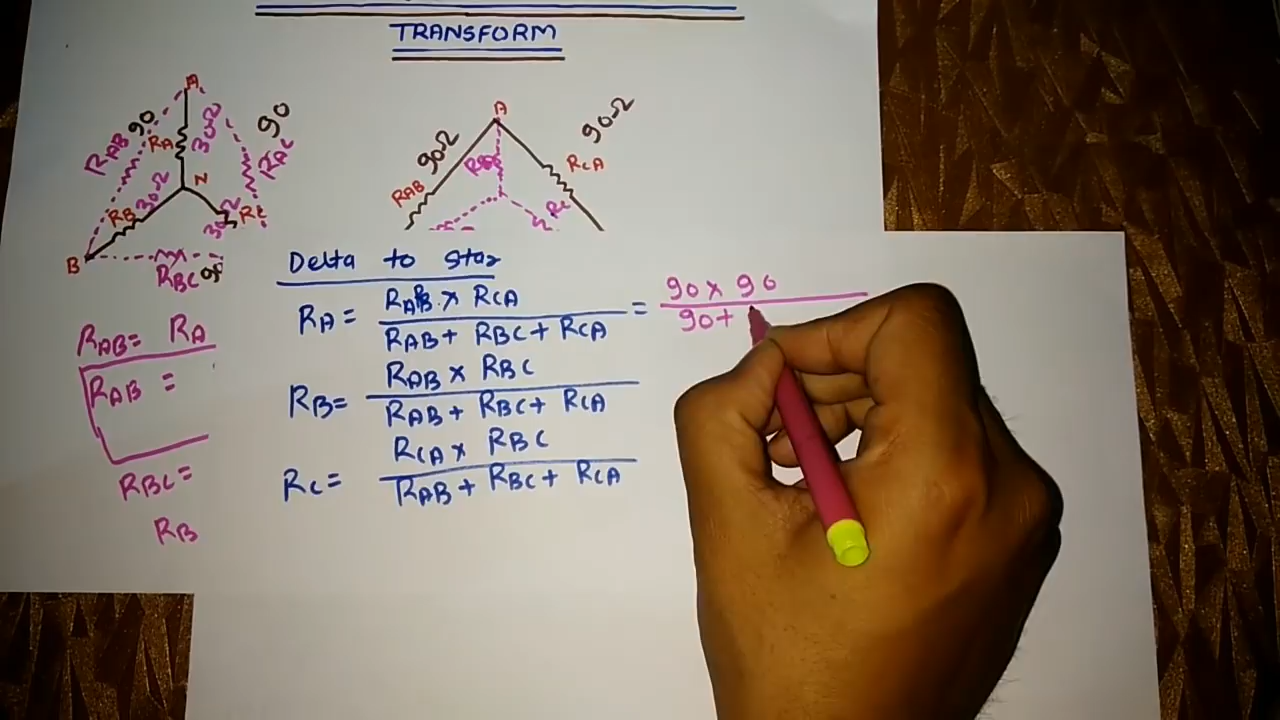 TRANSFORM
A
90
90
RAB
RA
30Ω
RAC
N
RB
30Ω
30Ω
RC
B
RBC
90
A
90Ω
90Ω
RAB
RCA
RC
Delta to star
RA = RAB × RCA / RAB + RBC + RCA = 90 × 90 / 90 +
RB = RAB × RBC / RAB + RBC + RCA
RC = RCA × RBC / RAB + RBC + RCA
RAB = RA
RAB =
RBC =
RB